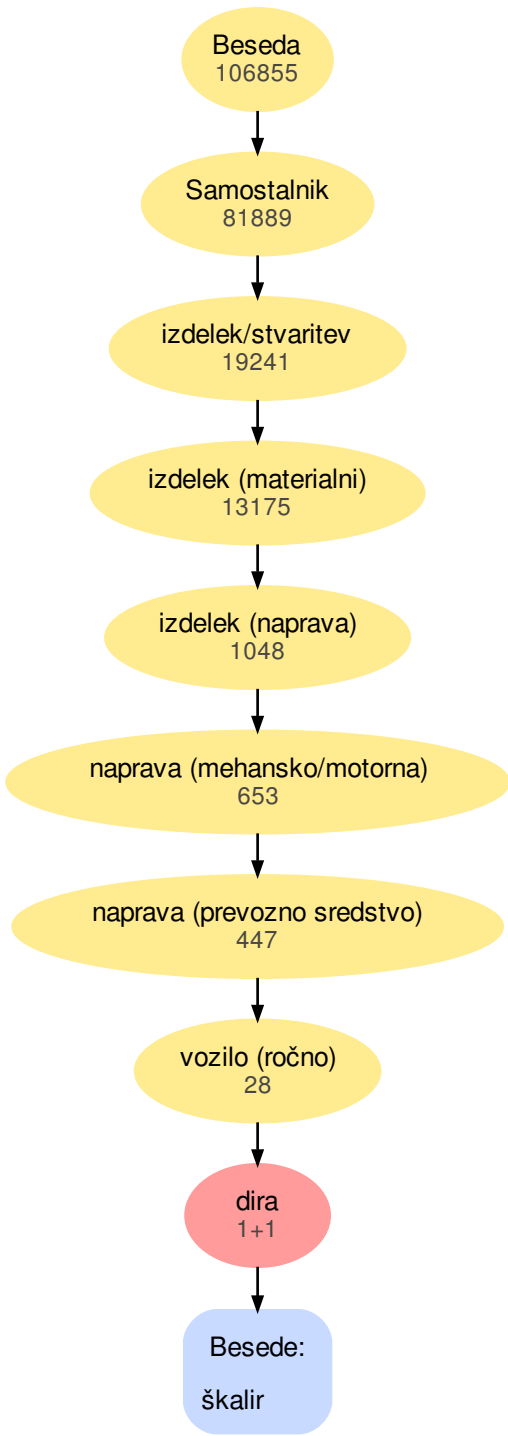 Beseda
106855
Samostalnik
81889
izdelek/stvaritev
19241
izdelek (materialni)
13175
izdelek (naprava)
1048
naprava (mehansko/motorna)
653
naprava (prevozno sredstvo)
447
vozilo (ročno)
28
dira
1+1
Besede:
škalir